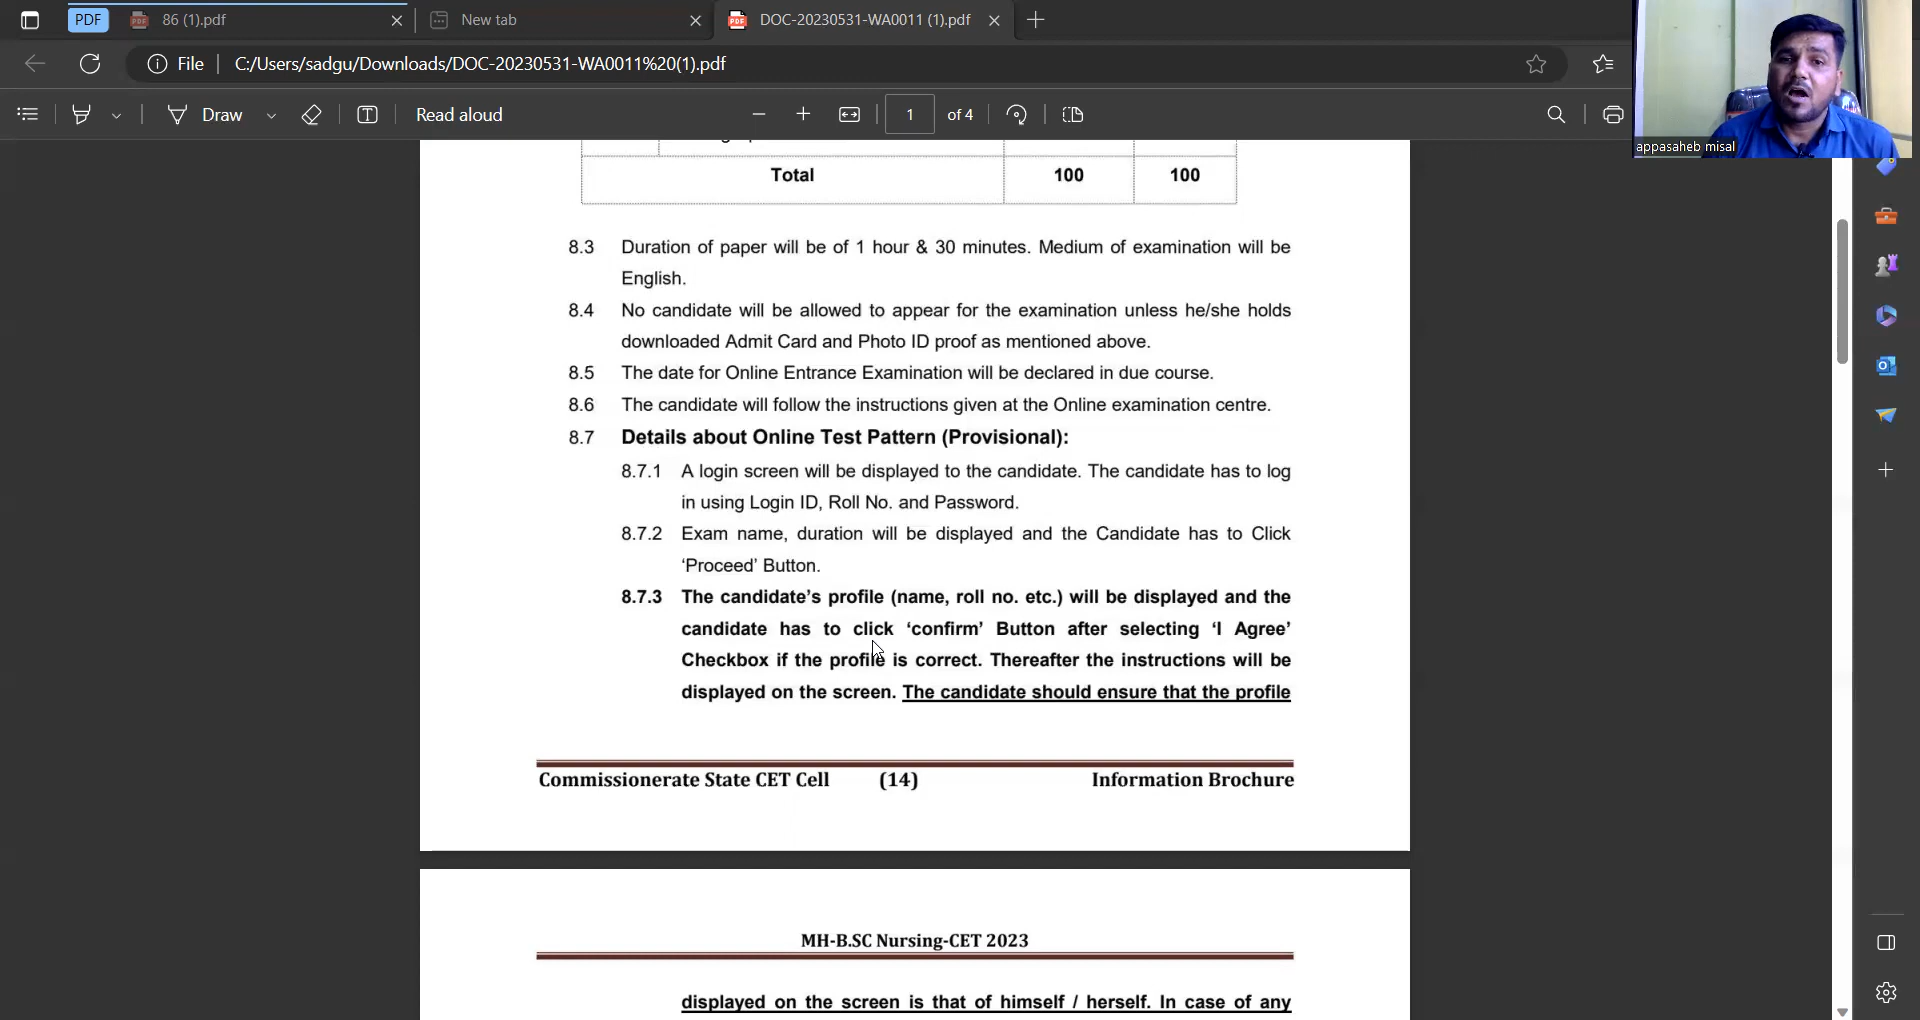 PDF
86 (1).pdf
New tab
DOC-20230531-WA0011 (1).pdf
File
C:/Users/sadgu/Downloads/DOC-20230531-WA0011%20(1).pdf
Draw
Read aloud
1
of 4
appasaheb misal
Total 100 100
8.3 Duration of paper will be of 1 hour & 30 minutes. Medium of examination will be
English.
8.4 No candidate will be allowed to appear for the examination unless he/she holds
downloaded Admit Card and Photo ID proof as mentioned above.
8.5 The date for Online Entrance Examination will be declared in due course.
8.6 The candidate will follow the instructions given at the Online examination centre.
8.7 Details about Online Test Pattern (Provisional):
8.7.1 A login screen will be displayed to the candidate. The candidate has to log
in using Login ID, Roll No. and Password.
8.7.2 Exam name, duration will be displayed and the Candidate has to Click
‘Proceed’ Button.
8.7.3 The candidate’s profile (name, roll no. etc.) will be displayed and the
candidate has to click ‘confirm’ Button after selecting ‘I Agree’
Checkbox if the profile is correct. Thereafter the instructions will be
displayed on the screen. The candidate should ensure that the profile
Commissionerate State CET Cell (14) Information Brochure
MH-B.SC Nursing-CET 2023
displayed on the screen is that of himself / herself. In case of any